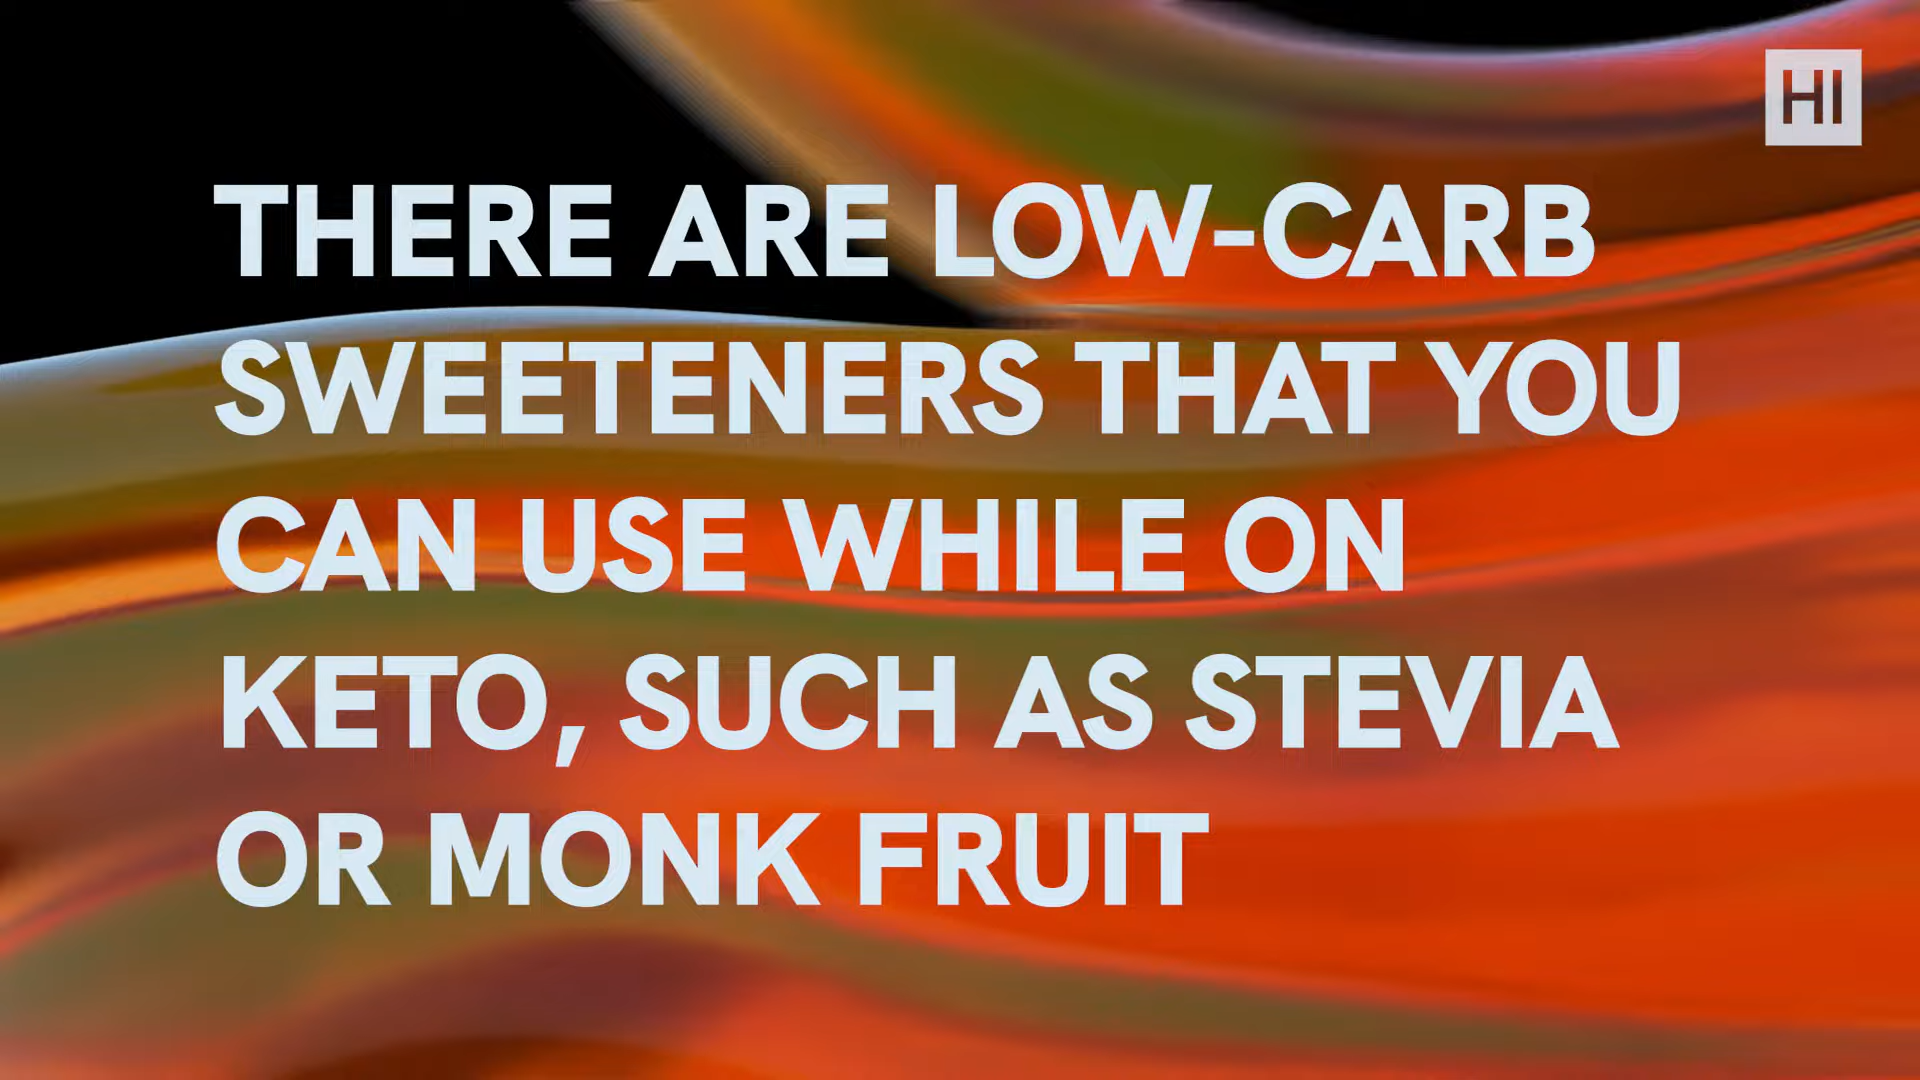 HI
THERE ARE LOW-CARB
SWEETENERS THAT YOU
CAN USE WHILE ON
KETO, SUCH AS STEVIA
OR MONK FRUIT